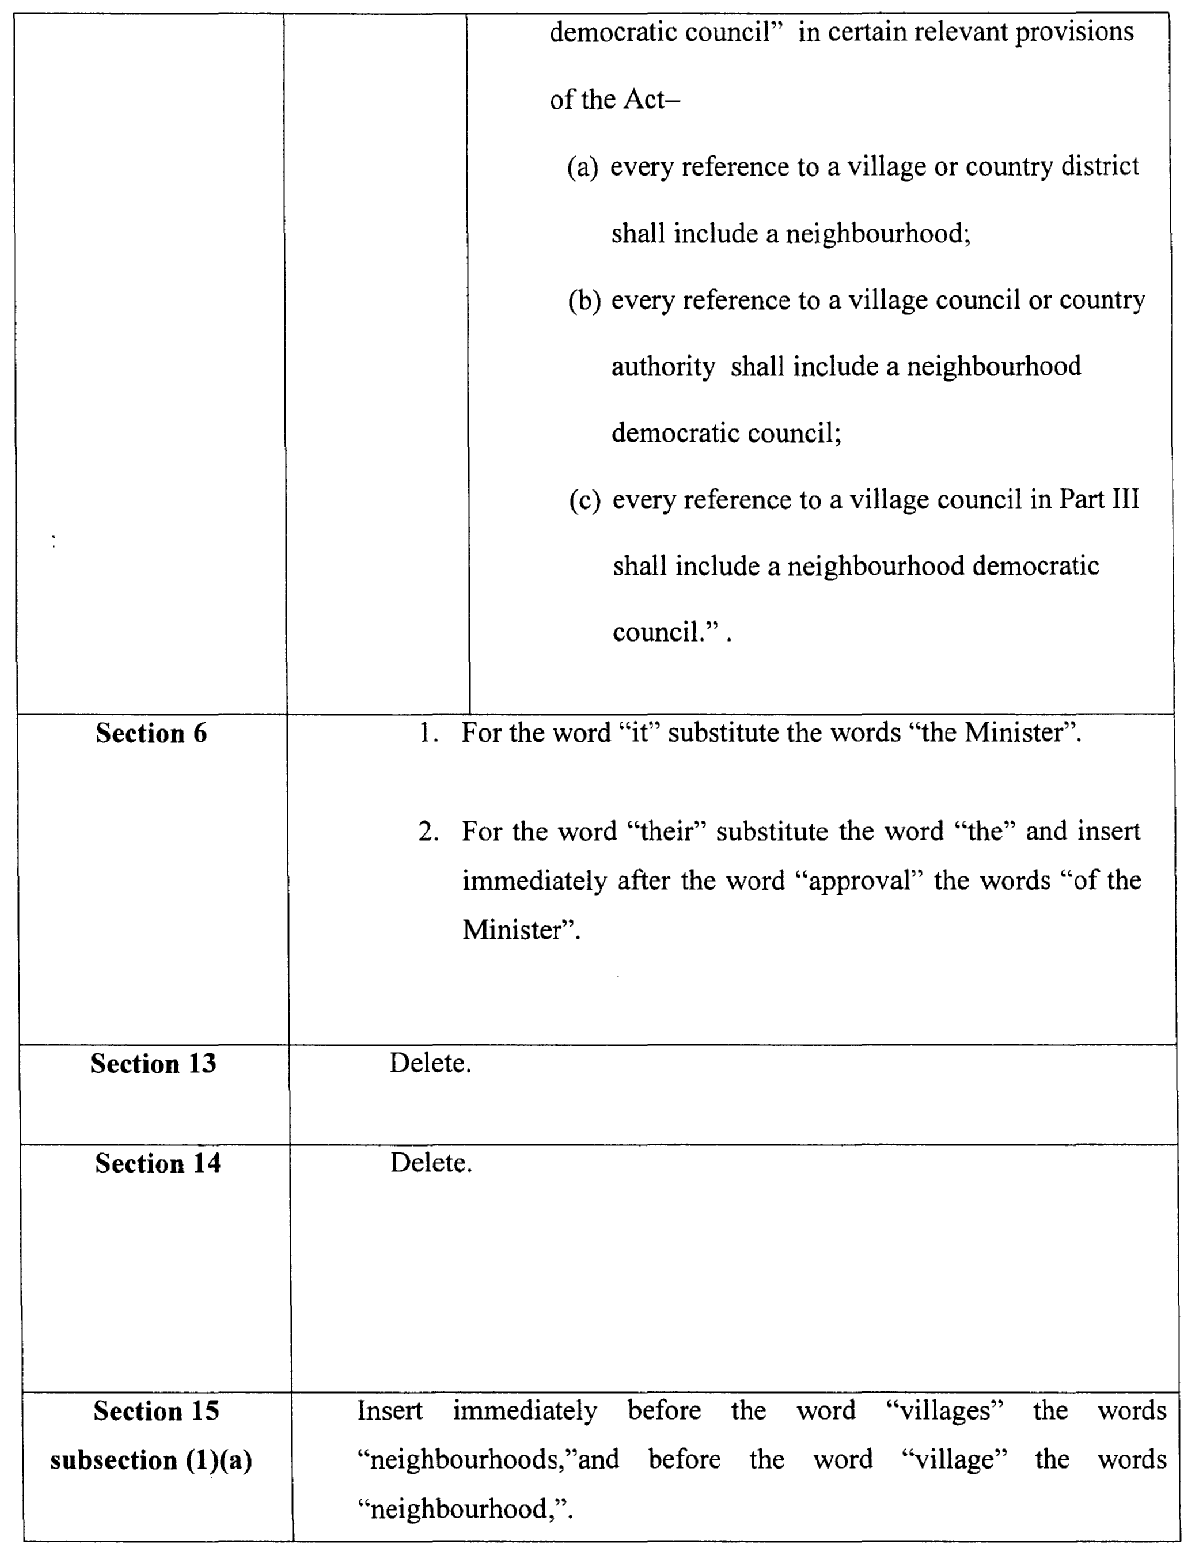 democratic council” in certain relevant provisions
of the Act–
(a) every reference to a village or country district
shall include a neighbourhood;
(b) every reference to a village council or country
authority shall include a neighbourhood
democratic council;
(c) every reference to a village council in Part III
shall include a neighbourhood democratic
council.” .
Section 6
1. For the word “it” substitute the words “the Minister”.
2. For the word “their” substitute the word “the” and insert
immediately after the word “approval” the words “of the
Minister”.
Section 13
Delete.
Section 14
Delete.
Section 15
subsection (1)(a)
Insert immediately before the word “villages” the words
“neighbourhoods,”and before the word “village” the words
“neighbourhood,”.